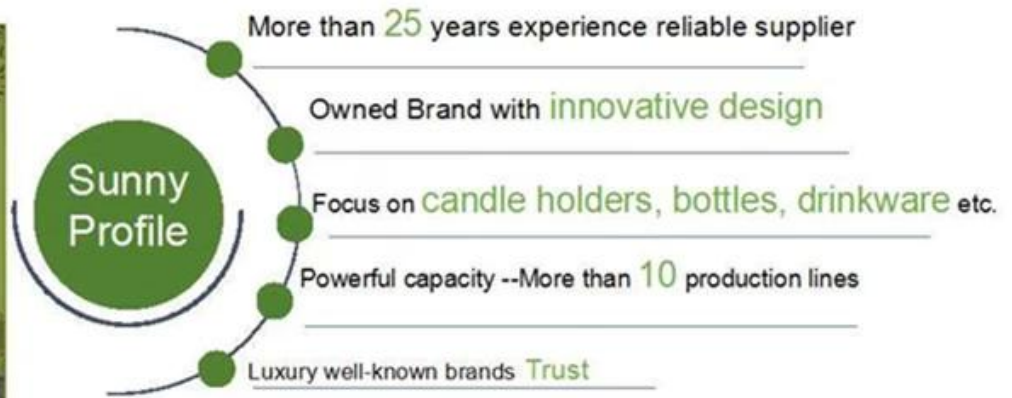 Sunny
Profile
More than 25 years experience reliable supplier
Owned Brand with innovative design
Focus on candle holders, bottles, drinkware etc.
Powerful capacity --More than 10 production lines
Luxury well-known brands Trust